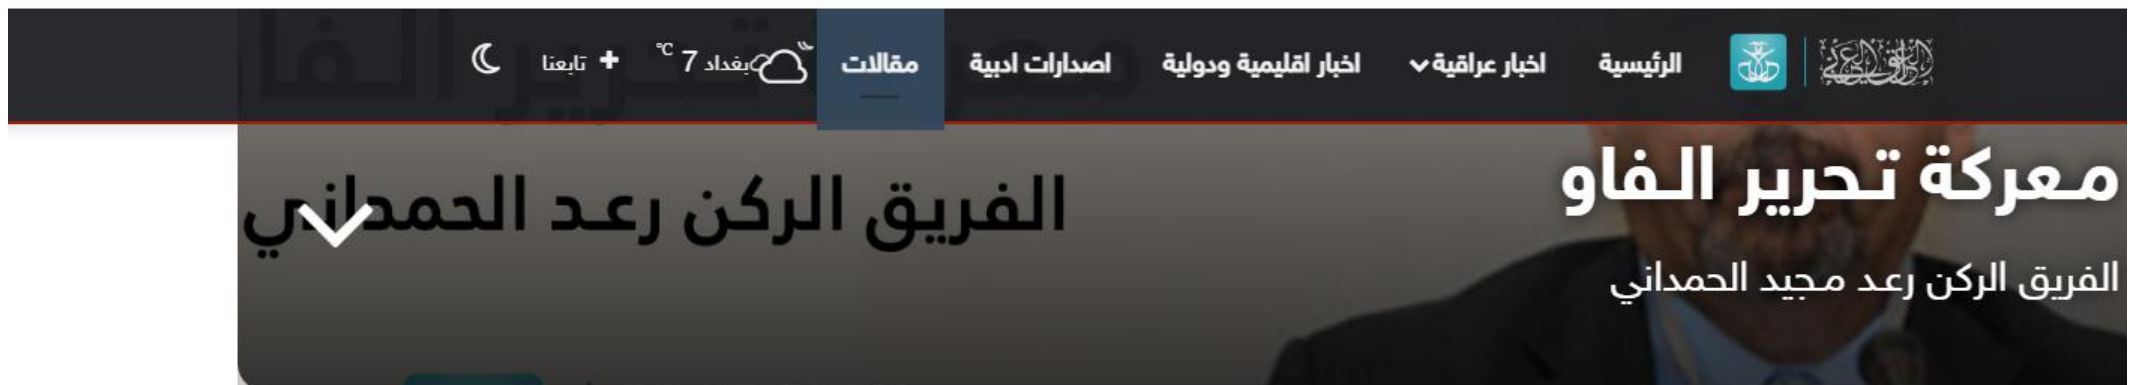 الرئيسية اخبار عراقية اخبار اقليمية ودولية اصدارات ادبية مقالات بغداد 7 ℃ + تابعنا
معركة تحرير الفاو
الفريق الركن رعد الحمداني
الفريق الركن رعد مجيد الحمداني